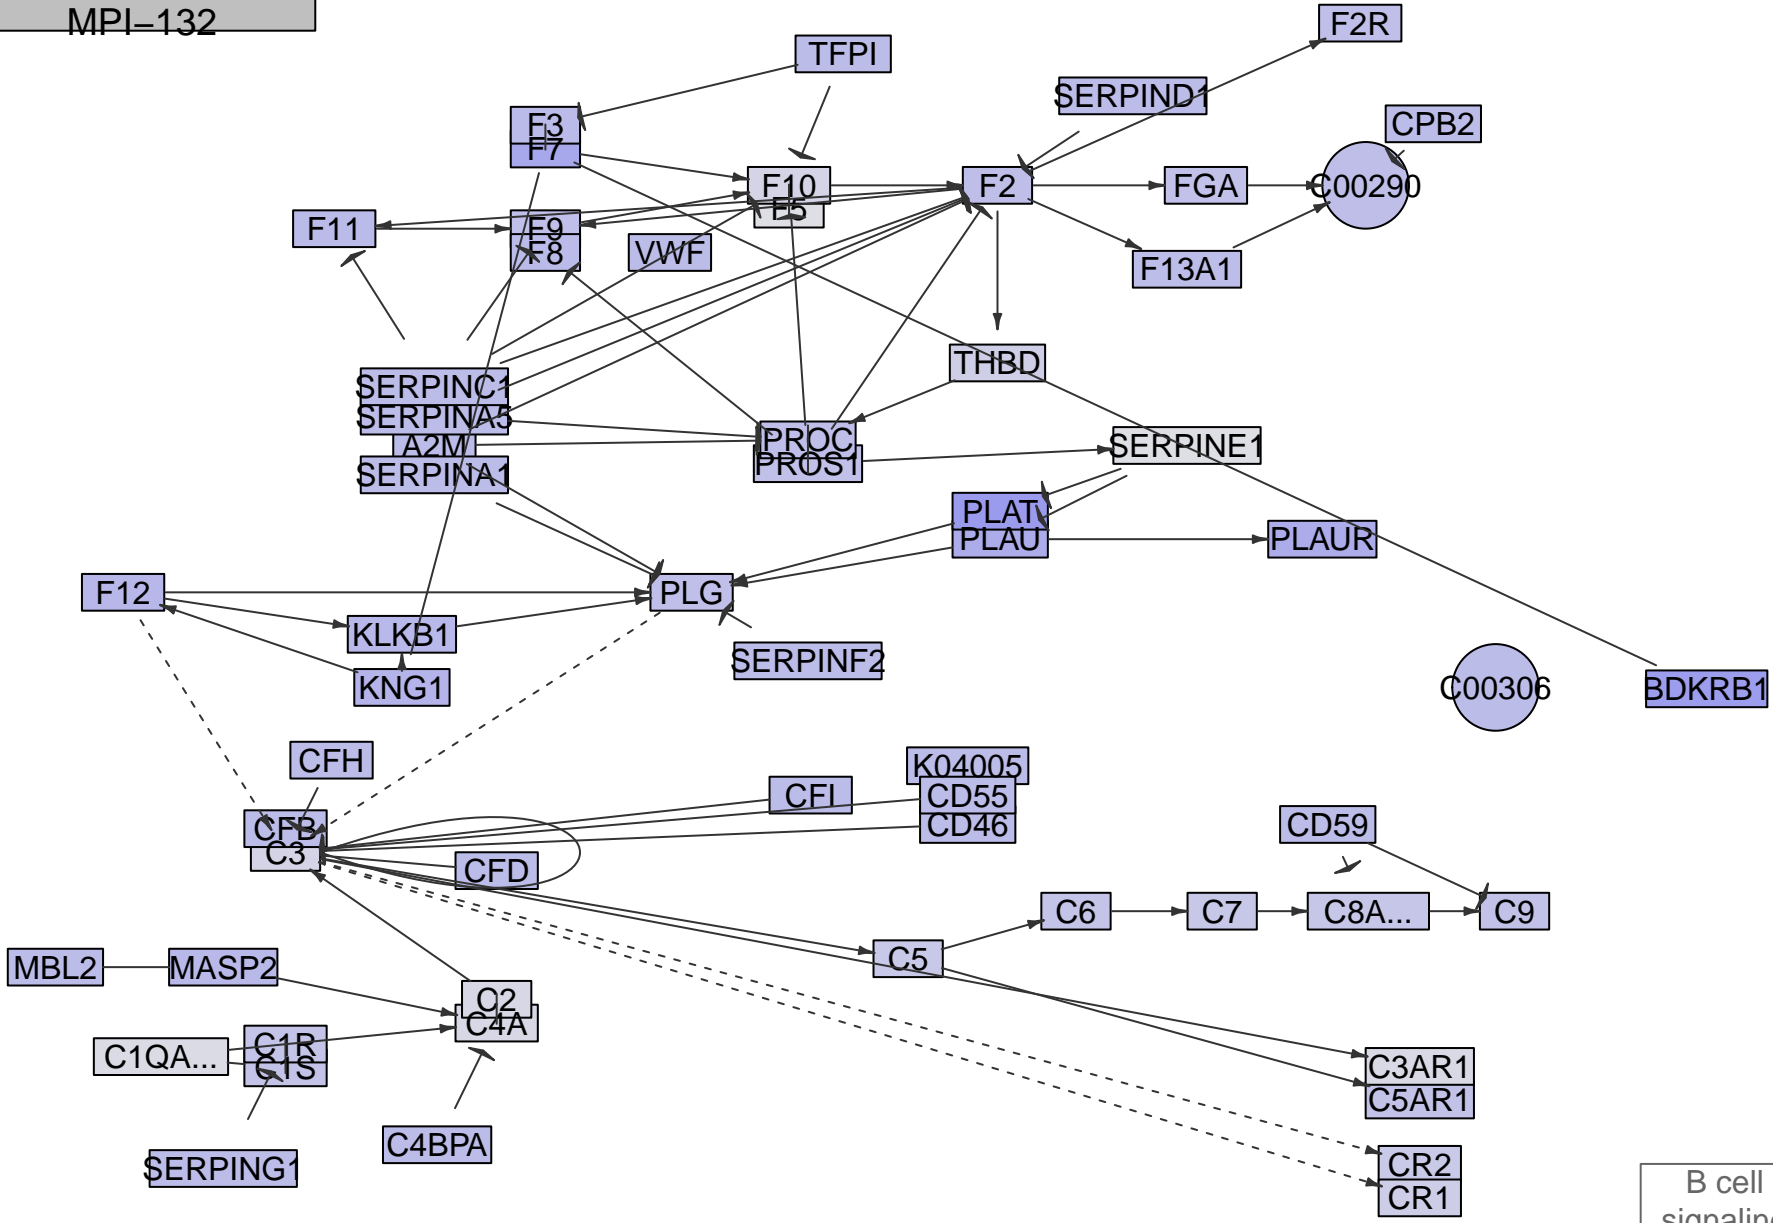 MPI–132
F2R
TFPI
SERPIND1
CPB2
F3
F7
F10
F5
F2
FGA
C00290
F11
F9
F8
VWF
F13A1
THBD
SERPINC1
SERPINA5
A2M
SERPINA1
PROC
PROS1
SERPINE1
PLAT
PLAU
PLAUR
F12
PLG
KLKB1
SERPINF2
KNG1
C00306
BDKRB1
CFH
K04005
CFI
CD55
CD46
CFB
C3
CFD
CD59
C6
C7
C8A...
C9
C5
MBL2
MASP2
C2
C4A
C1QA...
C1R
C1S
C3AR1
C5AR1
C4BPA
SERPING1
CR2
CR1
B cell
signaling